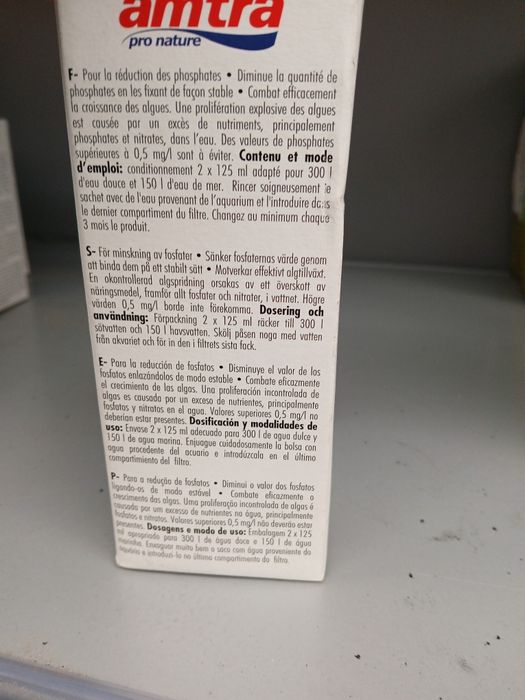 amtra
pro nature
F- Pour la réduction des phosphates • Diminue la quantité de
phosphates en les fixant de façon stable • Combat efficacement
la croissance des algues. Une prolifération explosive des algues
est causée par un excès de nutriments, principalement
phosphates et nitrates, dans l'eau. Des valeurs de phosphates
supérieures à 0,5 mg/l sont à éviter. Contenu et mode
d'emploi: conditionnement 2 x 125 ml adapté pour 300 l
d'eau douce et 150 l d'eau de mer. Rincer soigneusement le
sachet avec de l'eau provenant de l'aquarium et l'introduire dans
le dernier compartiment du filtre. Changez au minimum chaque
3 mois le produit.
S- För minskning av fosfater • Sänker fosfaternas värde genom
att binda dem på ett stabilt sätt • Motverkar effektivt algtillväxt.
En okontrollerad algspridning orsakas av ett överskott av
näringsmedel, framför allt fosfater och nitrater, i vattnet. Högre
värden 0,5 mg/l borde inte förekomma. Dosering och
användning: Förpackning 2 x 125 ml räcker till 300 l
sötvatten och 150 l havsvatten. Skölj påsen noga med vatten
från akvariet och för in den i filtrets sista fack.
E- Para la reducción de fosfatos • Disminuye el valor de los
fosfatos enlazándolos de modo estable • Combate eficazmente
el crecimiento de las algas. Una proliferación incontrolada de
algas es causada por un exceso de nutrientes, principalmente
fosfatos y nitratos en el agua. Valores superiores 0,5 mg/l no
deberían estar presentes. Dosificación y modalidades de
uso: Envase 2 x 125 ml adecuado para 300 l de agua dulce y
150 l de agua marina. Enjuague cuidadosamente la bolsa con
agua procedente del acuario e introdúzcala en el último
compartimiento del filtro.
P- Para a redução de fosfatos • Diminui o valor dos fosfatos
ligando-os de modo estável • Combate eficazmente o
crescimento das algas. Uma proliferação incontrolada de algas é
causada por um excesso de nutrientes na água, principalmente
fosfatos e nitratos. Valores superiores 0,5 mg/l não deverão estar
presentes. Dosagens e modo de uso: Embalagem 2 x 125
ml apropriado para 300 l de água doce e 150 l de água
marinha. Enxaguar muito bem o saco com água proveniente do
aquário e introduzi-lo no último compartimento do filtro.